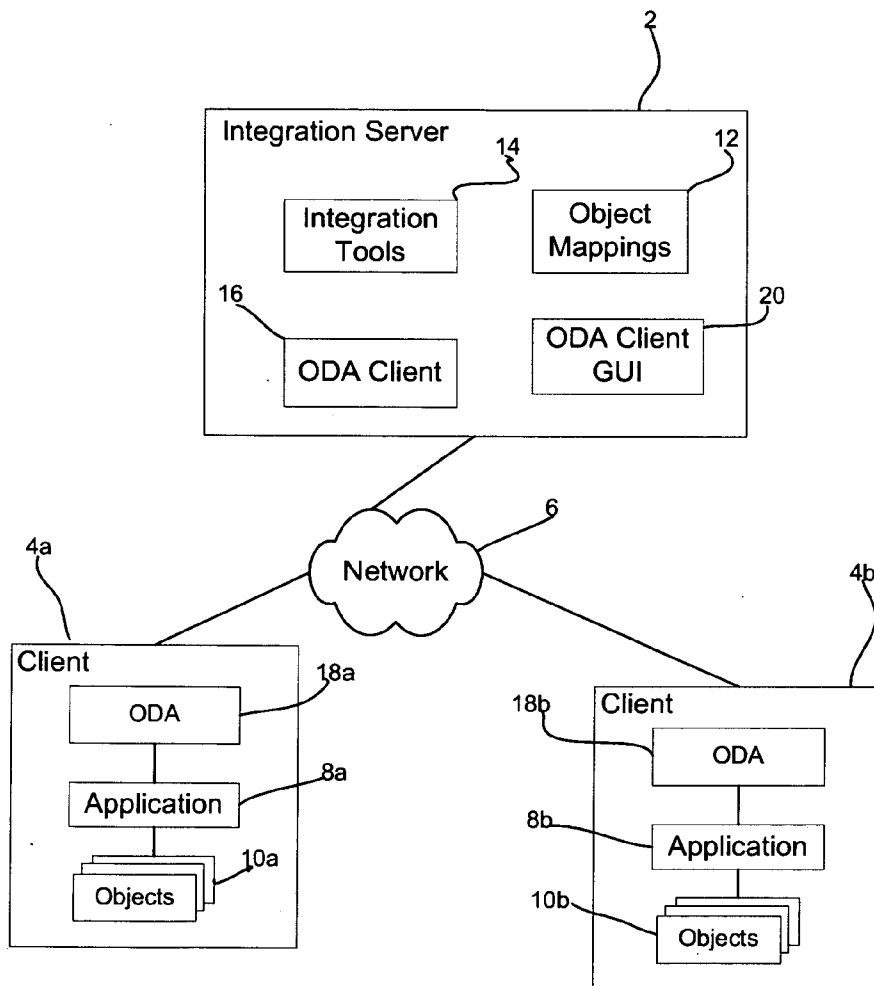 2
Integration Server
14
12
Integration
Tools
Object
Mappings
16
20
ODA Client
ODA Client
GUI
6
Network
4a
4b
Client
18a
ODA
8a
Application
10a
Objects
Client
18b
ODA
8b
Application
10b
Objects